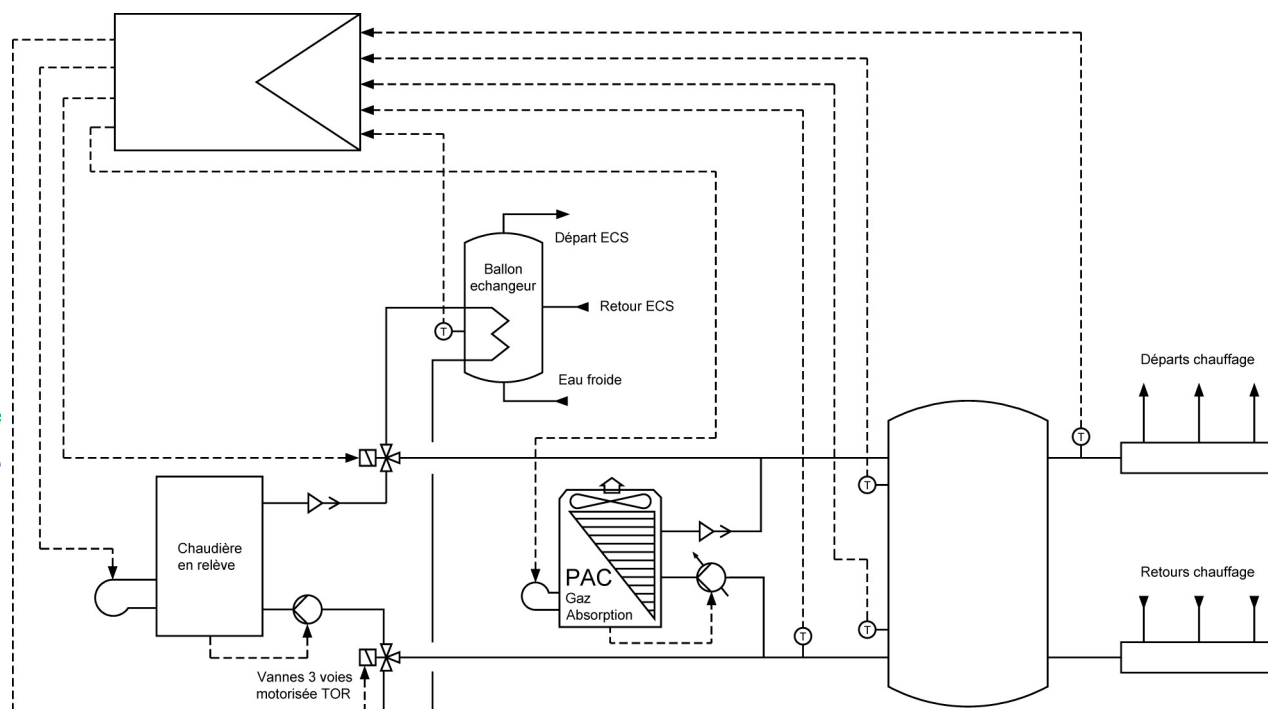 Départ ECS
Ballon
echangeur
Retour ECS
Eau froide
Départs chauffage
T
T
T
Chaudière
en relève
PAC
Gaz
Absorption
Retours chauffage
T
T
Vannes 3 voies
motorisée TOR